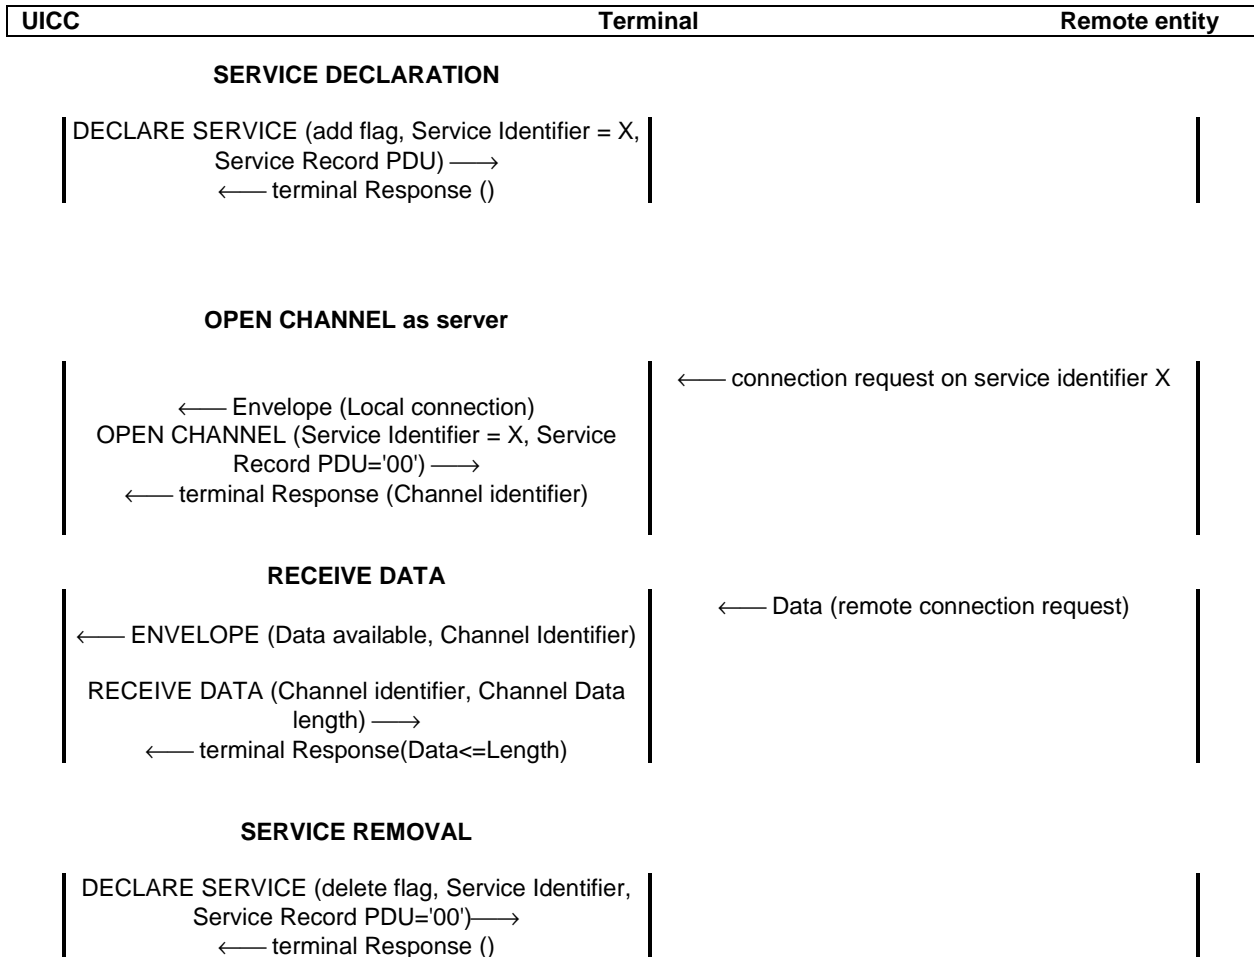 UICC Terminal Remote entity
SERVICE DECLARATION
DECLARE SERVICE (add flag, Service Identifier = X,
Service Record PDU) ⟶
⟵ terminal Response ()
OPEN CHANNEL as server
⟵ connection request on service identifier X
⟵ Envelope (Local connection)
OPEN CHANNEL (Service Identifier = X, Service
Record PDU='00') ⟶
⟵ terminal Response (Channel identifier)
RECEIVE DATA
⟵ Data (remote connection request)
⟵ ENVELOPE (Data available, Channel Identifier)
RECEIVE DATA (Channel identifier, Channel Data
length) ⟶
⟵ terminal Response(Data<=Length)
SERVICE REMOVAL
DECLARE SERVICE (delete flag, Service Identifier,
Service Record PDU='00')⟶
⟵ terminal Response ()